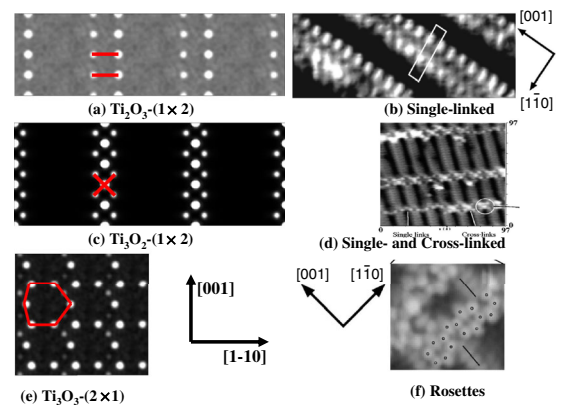 [001]
[11̄0]
(a) Ti₂O₃-(1×2)
(b) Single-linked
97
0
97
Single links
Cross-links
(c) Ti₃O₂-(1×2)
(d) Single- and Cross-linked
[001]
[1-10]
[001]
[11̄0]
(e) Ti₃O₃-(2×1)
(f) Rosettes